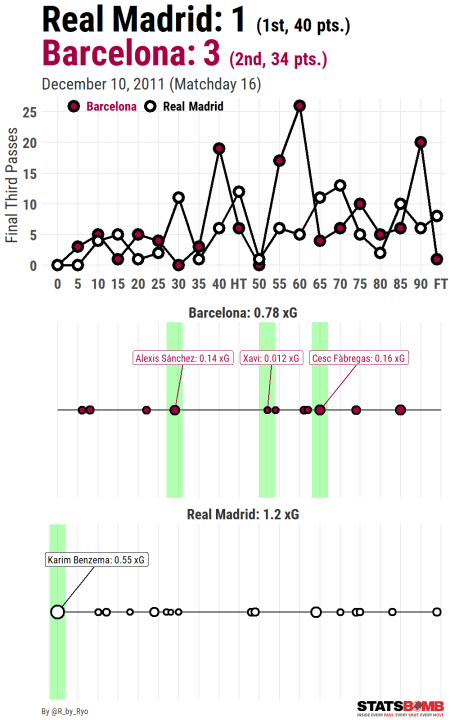 Real Madrid: 1 (1st, 40 pts.)
Barcelona: 3 (2nd, 34 pts.)
December 10, 2011 (Matchday 16)
Barcelona Real Madrid
Final Third Passes
25
20
15
10
5
0
0 5 10 15 20 25 30 35 40 HT 50 55 60 65 70 75 80 85 90 FT
Barcelona: 0.78 xG
Alexis Sánchez: 0.14 xG Xavi: 0.012 xG Cesc Fàbregas: 0.16 xG
Real Madrid: 1.2 xG
Karim Benzema: 0.55 xG
By @R_by_Ryo
STATSBOMB
INSIDE EVERY PASS, EVERY SHOT, EVERY MOVE